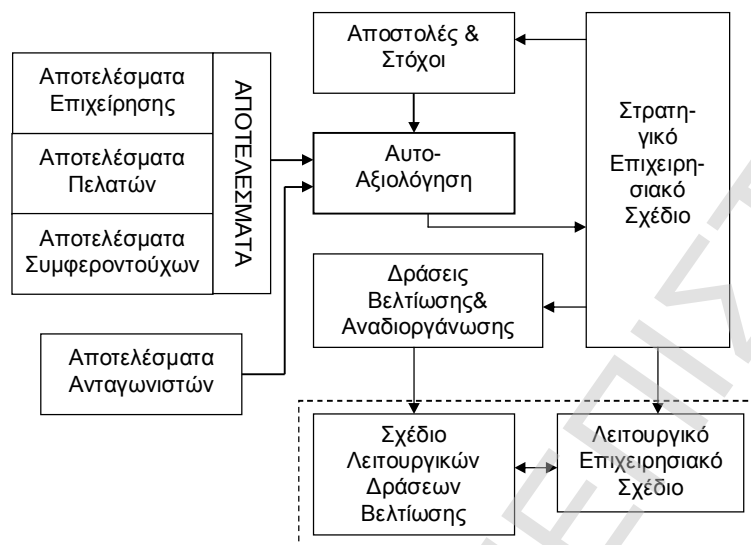 Αποστολές &
Στόχοι
Αποτελέσματα
Επιχείρησης
Αποτελέσματα
Πελατών
Αποτελέσματα
Συμφεροντούχων
ΑΠΟΤΕΛΕΣΜΑΤΑ
Αυτο-
Αξιολόγηση
Στρατη-
γικό
Επιχειρη-
σιακό
Σχέδιο
Δράσεις
Βελτίωσης&
Αναδιοργάνωσης
Αποτελέσματα
Ανταγωνιστών
Σχέδιο
Λειτουργικών
Δράσεων
Βελτίωσης
Λειτουργικό
Επιχειρησιακό
Σχέδιο